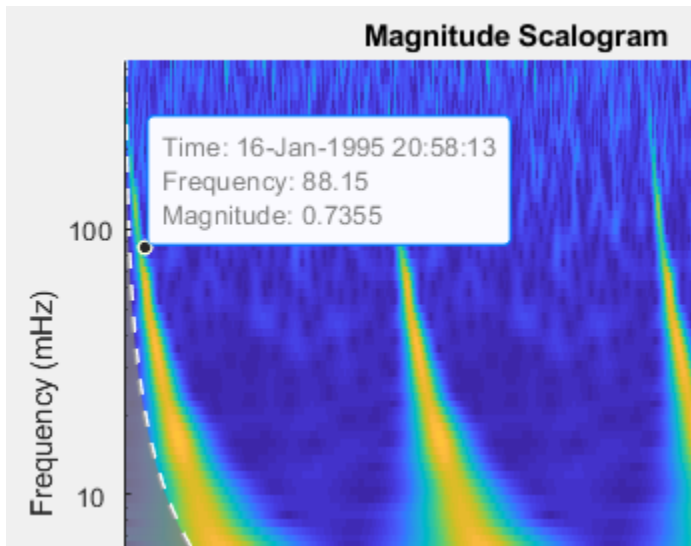 Magnitude Scalogram
Time: 16-Jan-1995 20:58:13
Frequency: 88.15
Magnitude: 0.7355
100
10
Frequency (mHz)